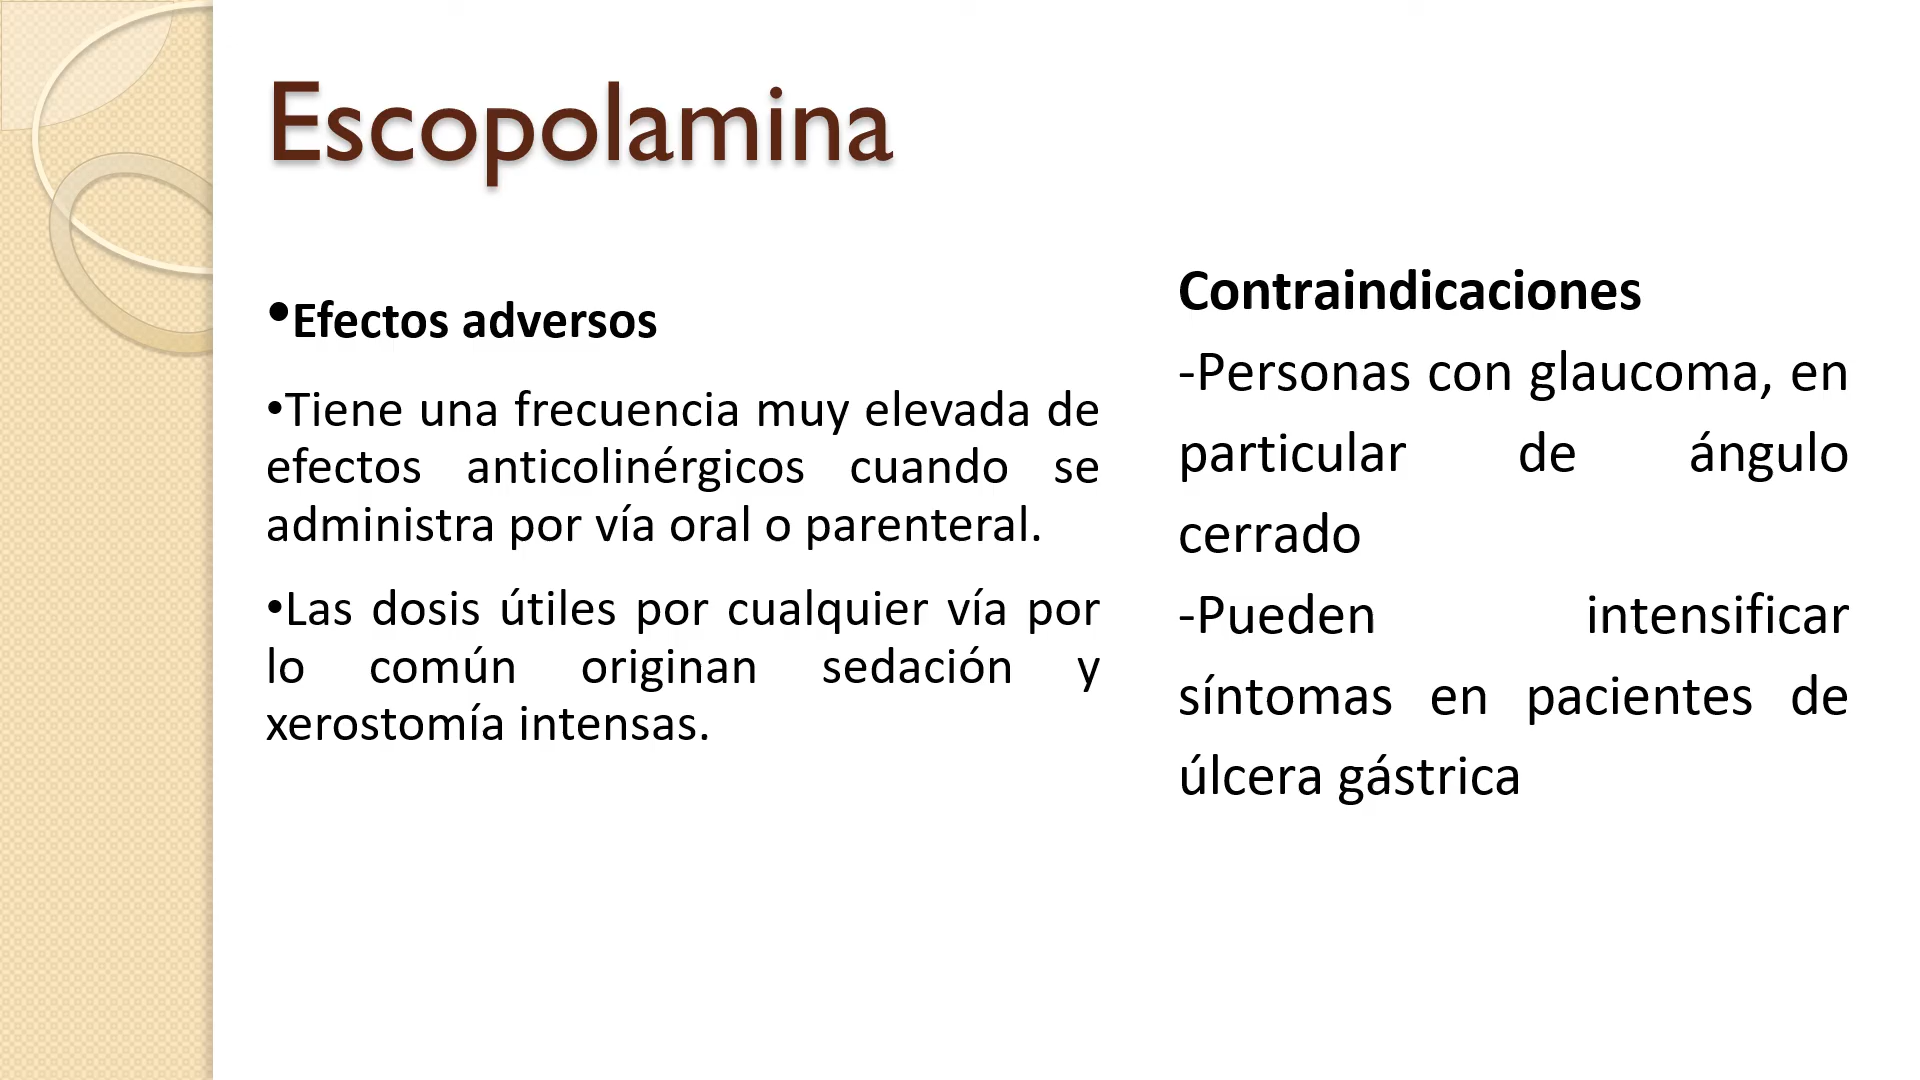 Escopolamina
•Efectos adversos
•Tiene una frecuencia muy elevada de
efectos anticolinérgicos cuando se
administra por vía oral o parenteral.
•Las dosis útiles por cualquier vía por
lo común originan sedación y
xerostomía intensas.
Contraindicaciones
-Personas con glaucoma, en
particular de ángulo
cerrado
-Pueden intensificar
síntomas en pacientes de
úlcera gástrica